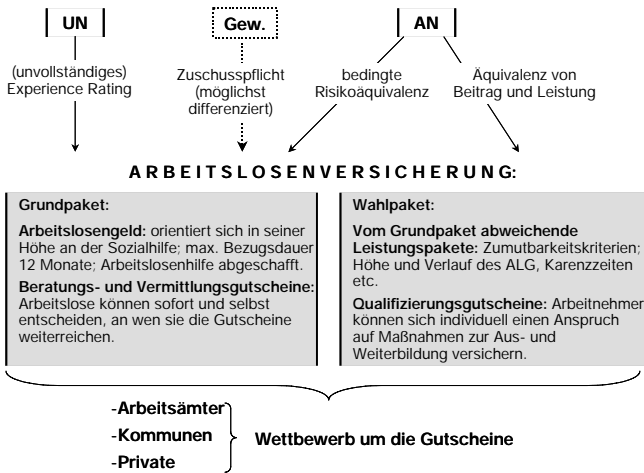 UN
Gew.
AN
(unvollständiges)
Experience Rating
Zuschusspflicht
(möglichst
differenziert)
bedingte
Risikoäquivalenz
Äquivalenz von
Beitrag und Leistung
ARBEITSLOSENVERSICHERUNG:
Grundpaket:
Arbeitslosengeld: orientiert sich in seiner
Höhe an der Sozialhilfe; max. Bezugsdauer
12 Monate; Arbeitslosenhilfe abgeschafft.
Beratungs- und Vermittlungsgutscheine:
Arbeitslose können sofort und selbst
entscheiden, an wen sie die Gutscheine
weiterreichen.
Wahlpaket:
Vom Grundpaket abweichende
Leistungspakete: Zumutbarkeitskriterien;
Höhe und Verlauf des ALG, Karenzzeiten
etc.
Qualifizierungsgutscheine: Arbeitnehmer
können sich individuell einen Anspruch
auf Maßnahmen zur Aus- und
Weiterbildung versichern.
-Arbeitsämter
-Kommunen
-Private
Wettbewerb um die Gutscheine